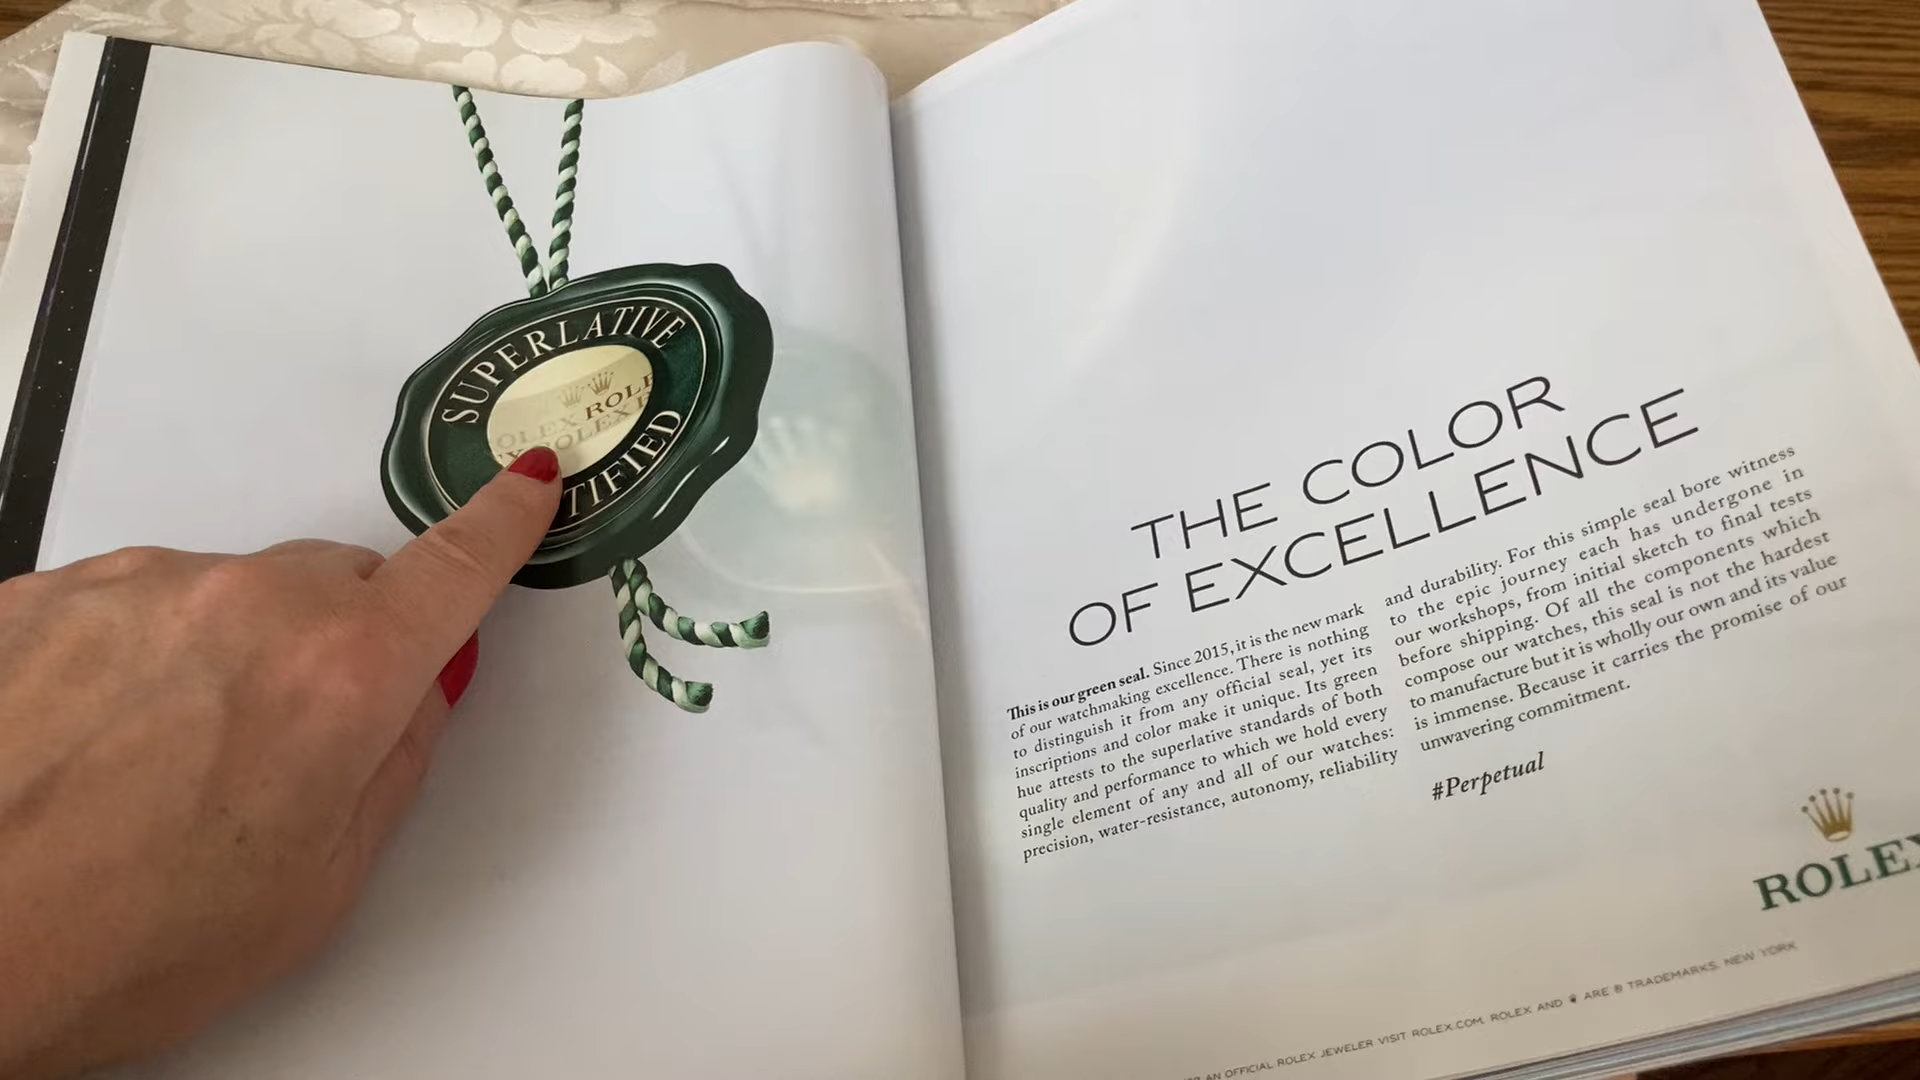 SUPERLATIVE
ROLE
OLEX
ROLEX R
TIFIED
THE COLOR
OF EXCELLENCE
This is our green seal. Since 2015, it is the new mark
of our watchmaking excellence. There is nothing
to distinguish it from any official seal, yet its
inscriptions and color make it unique. Its green
hue attests to the superlative standards of both
quality and performance to which we hold every
single element of any and all of our watches:
precision, water-resistance, autonomy, reliability
and durability. For this simple seal bore witness
to the epic journey each has undergone in
our workshops, from initial sketch to final tests
before shipping. Of all the components which
compose our watches, this seal is not the hardest
to manufacture but it is wholly our own and its value
is immense. Because it carries the promise of our
unwavering commitment.
#Perpetual
ROLEX
AN OFFICIAL ROLEX JEWELER VISIT ROLEX.COM. ROLEX AND ARE ® TRADEMARKS. NEW YORK